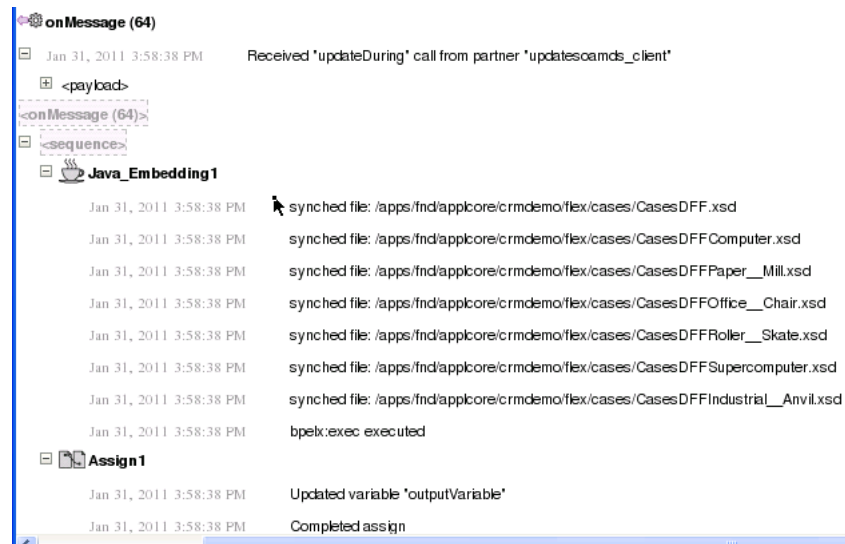 onMessage (64)
Jan 31, 2011 3:58:38 PM Received "updateDuring" call from partner "updatesoamds_client"
<payload>
<onMessage (64)>
<sequence>
Java_Embedding1
Jan 31, 2011 3:58:38 PM synched file: /apps/fnd/applcore/crmdemo/flex/cases/CasesDFF.xsd
Jan 31, 2011 3:58:38 PM synched file: /apps/fnd/applcore/crmdemo/flex/cases/CasesDFFComputer.xsd
Jan 31, 2011 3:58:38 PM synched file: /apps/fnd/applcore/crmdemo/flex/cases/CasesDFFPaper__Mill.xsd
Jan 31, 2011 3:58:38 PM synched file: /apps/fnd/applcore/crmdemo/flex/cases/CasesDFFOffice__Chair.xsd
Jan 31, 2011 3:58:38 PM synched file: /apps/fnd/applcore/crmdemo/flex/cases/CasesDFFRoller__Skate.xsd
Jan 31, 2011 3:58:38 PM synched file: /apps/fnd/applcore/crmdemo/flex/cases/CasesDFFSupercomputer.xsd
Jan 31, 2011 3:58:38 PM synched file: /apps/fnd/applcore/crmdemo/flex/cases/CasesDFFIndustrial__Anvil.xsd
Jan 31, 2011 3:58:38 PM bpelx:exec executed
Assign1
Jan 31, 2011 3:58:38 PM Updated variable "outputVariable"
Jan 31, 2011 3:58:38 PM Completed assign